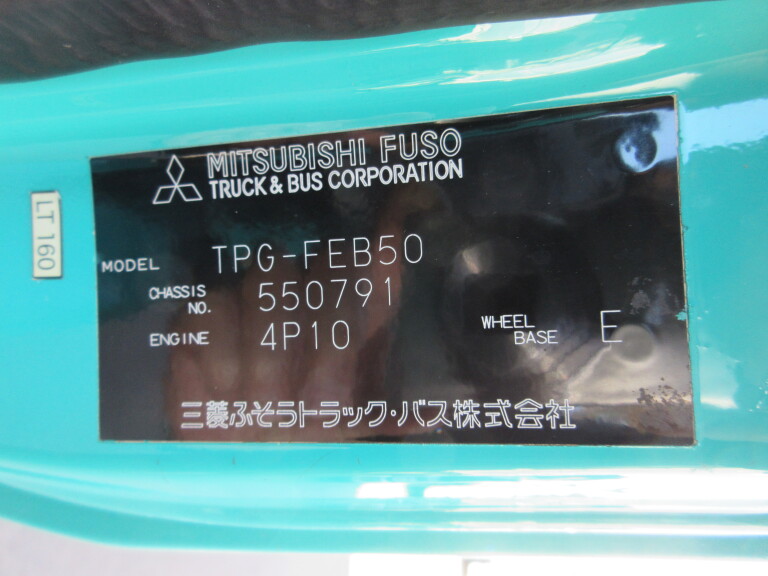 MITSUBISHI FUSO
TRUCK & BUS CORPORATION
LT 160
MODEL TPG-FEB50
CHASSIS NO. 550791
ENGINE 4P10
WHEEL BASE E
三菱ふそうトラック・バス株式会社